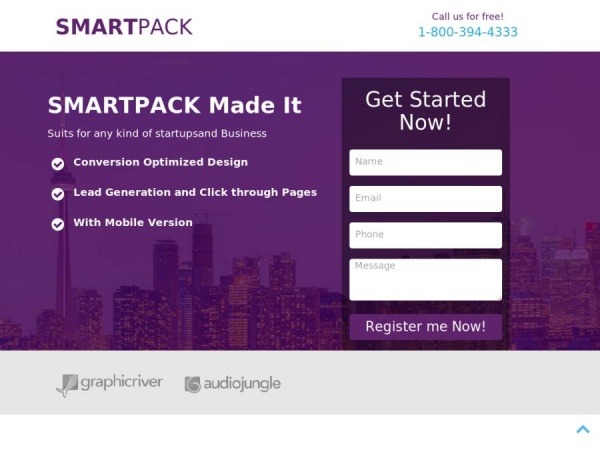 SMARTPACK
Call us for free!
1-800-394-4333
SMARTPACK Made It
Suits for any kind of startupsand Business
Conversion Optimized Design
Lead Generation and Click through Pages
With Mobile Version
Get Started
Now!
Name
Email
Phone
Message
Register me Now!
graphicriver
audiojungle